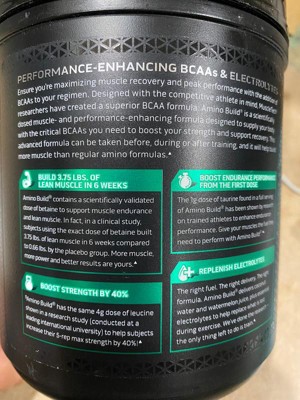 PERFORMANCE-ENHANCING BCAAs & ELECTROLYTES
Ensure you're maximizing muscle recovery and peak performance with the addition of
BCAAs to your regimen. Designed with the competitive athlete in mind, MuscleTech
researchers have created a superior BCAA formula. Amino Build® is a scientifically
dosed muscle- and performance-enhancing formula designed to supply your body
with the critical BCAAs you need to boost your strength and support recovery. This
advanced formula can be taken before, during or after training, and it will help build
more muscle than regular amino formulas.▲
BUILD 3.75 LBS. OF
LEAN MUSCLE IN 6 WEEKS
Amino Build® contains a scientifically validated
dose of betaine to support muscle endurance
and lean muscle. In fact, in a clinical study,
subjects using the exact dose of betaine built
3.75 lbs. of lean muscle in 6 weeks compared
to 0.66 lbs. by the placebo group. More muscle,
more power and better results are yours.▲
BOOST STRENGTH BY 40%
Amino Build® has the same 4g dose of leucine
shown in a research study (conducted at a
leading international university) to help subjects
increase their 5-rep max strength by 40%!▲
BOOST ENDURANCE PERFORMANCE
FROM THE FIRST DOSE
The 1g dose of taurine found in a full serving
of Amino Build® has been shown by research
on trained athletes to enhance endurance
performance. Give your muscles the
need to perform with Amino Build®.▲
REPLENISH ELECTROLYTES
The right fuel. The right delivery. The right
formula. Amino Build® delivers coconut
water and watermelon juice,
electrolytes to help replace what is lost
during exercise. We've done the research
the only thing left to do is train.▲